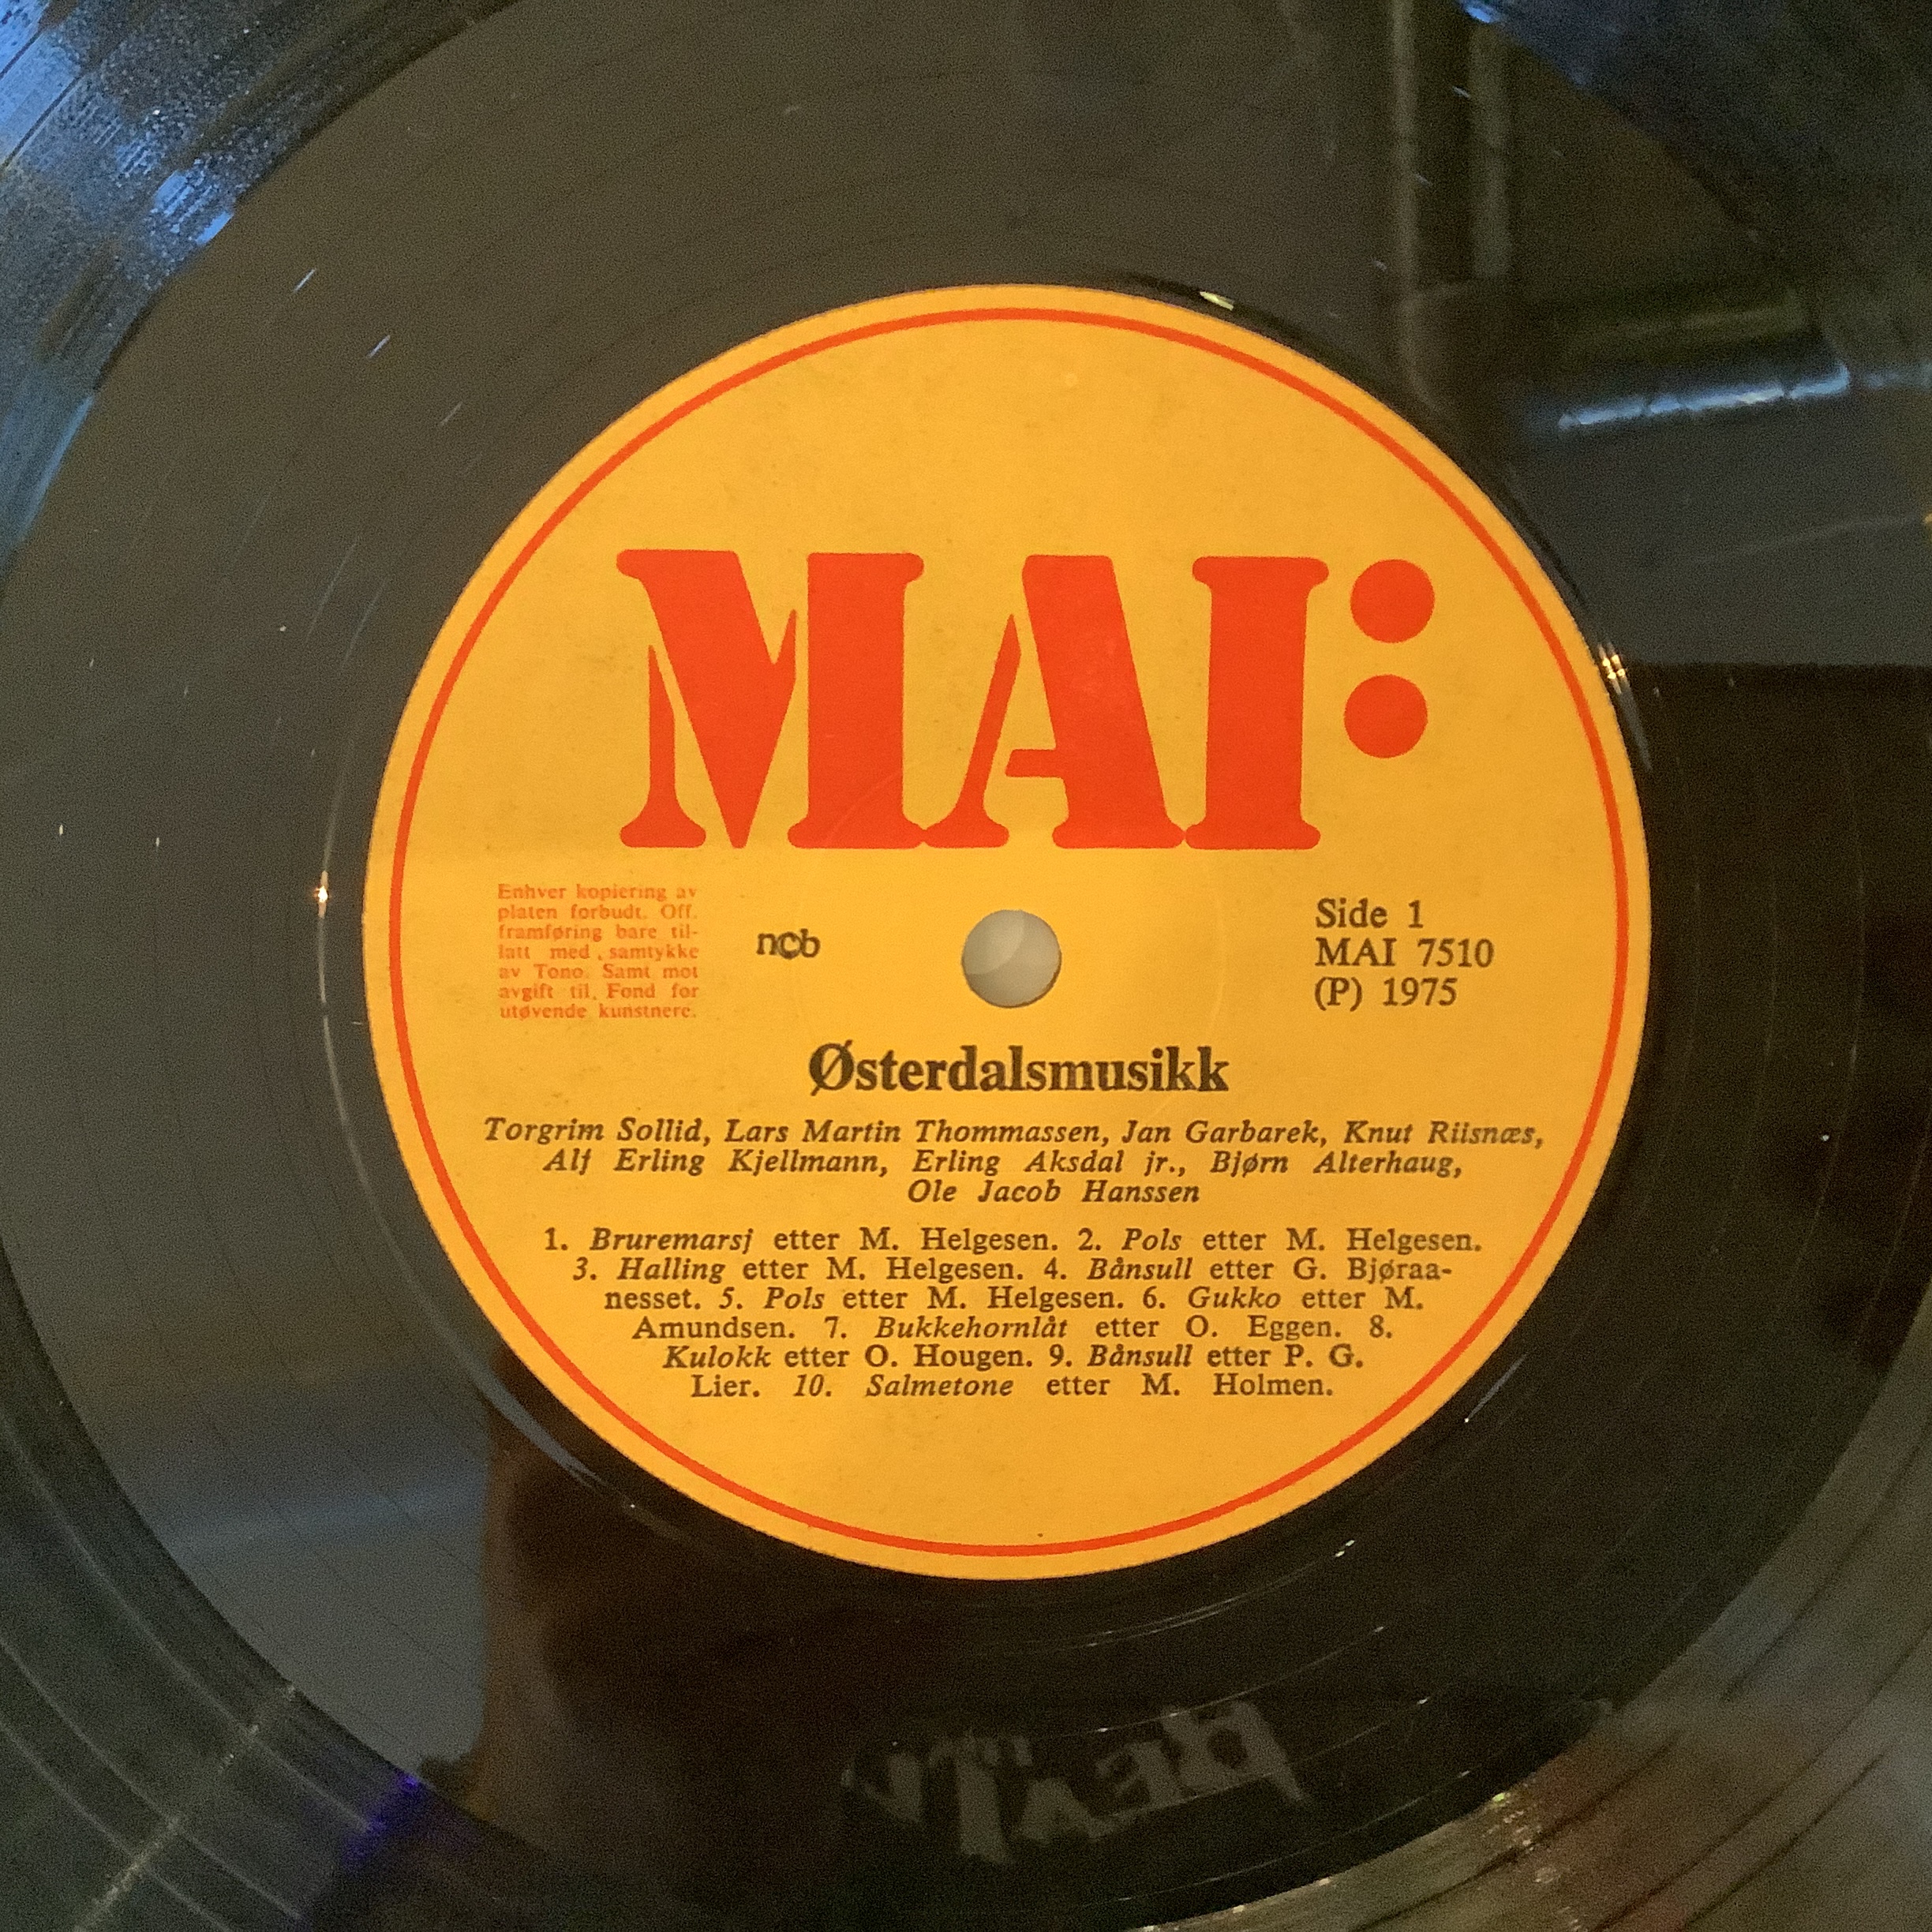 MAI:
Enhver kopiering av
platen forbudt. Off.
framføring bare til-
latt med samtykke
av Tono. Samt mot
avgift til. Fond for
utøvende kunstnere.
ncb
Side 1
MAI 7510
(P) 1975
Østerdalsmusikk
Torgrim Sollid, Lars Martin Thommassen, Jan Garbarek, Knut Riisnæs,
Alf Erling Kjellmann, Erling Aksdal jr., Bjørn Alterhaug,
Ole Jacob Hanssen
1. Bruremarsj etter M. Helgesen. 2. Pols etter M. Helgesen.
3. Halling etter M. Helgesen. 4. Bånsull etter G. Bjøraa-
nesset. 5. Pols etter M. Helgesen. 6. Gukko etter M.
Amundsen. 7. Bukkehornlåt etter O. Eggen. 8.
Kulokk etter O. Hougen. 9. Bånsull etter P. G.
Lier. 10. Salmetone etter M. Holmen.